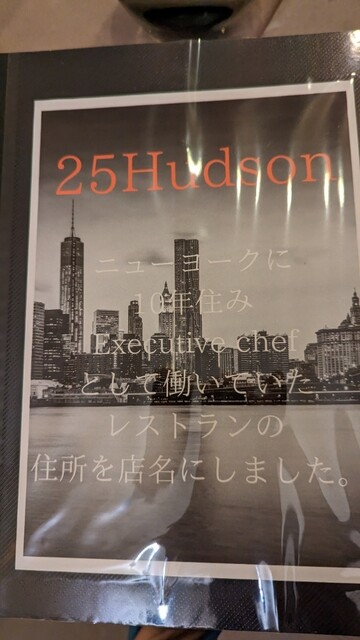 25Hudson
ニューヨークに
10年住み
Executive chef
として働いていた
レストランの
住所を店名にしました。